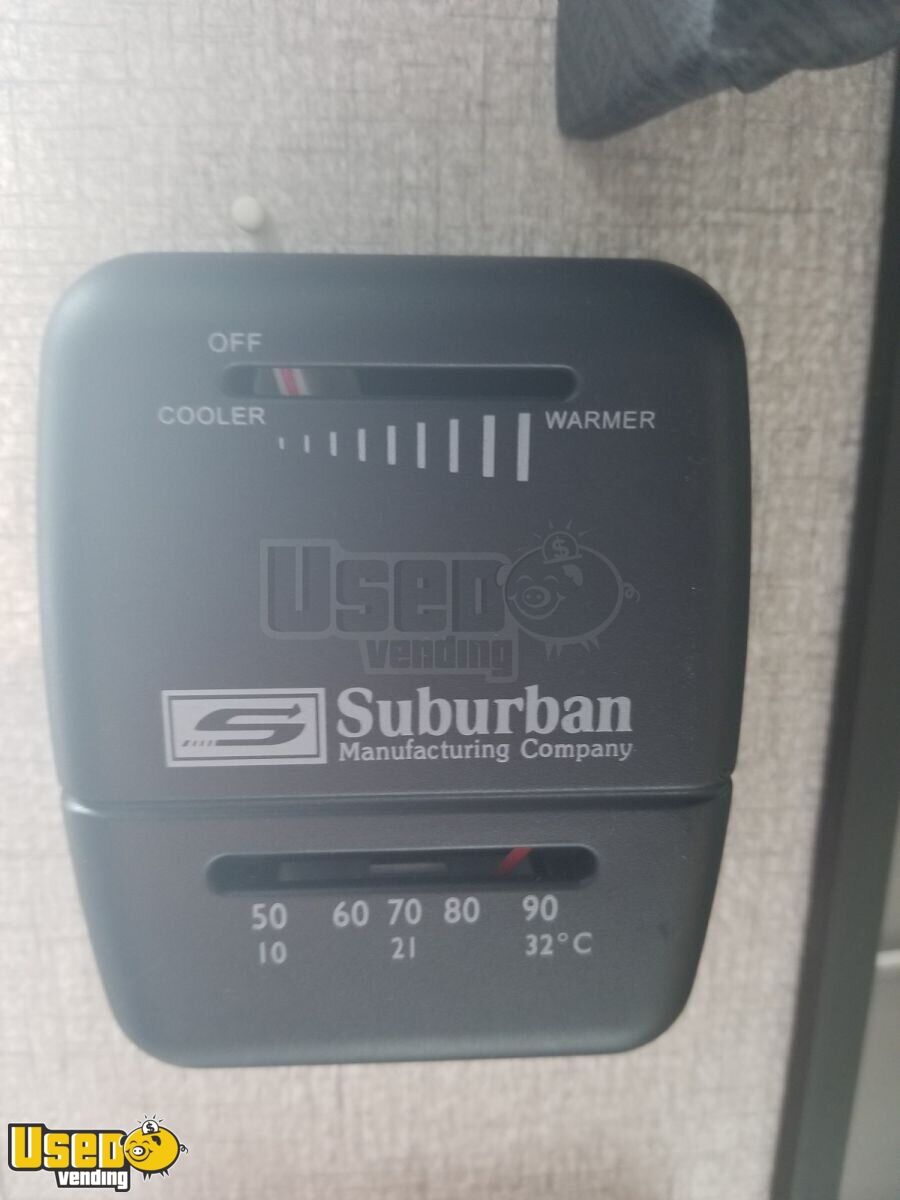 OFF
COOLER WARMER
USED
vending
Suburban
Manufacturing Company
50 60 70 80 90
10 21 32°C
USED
vending